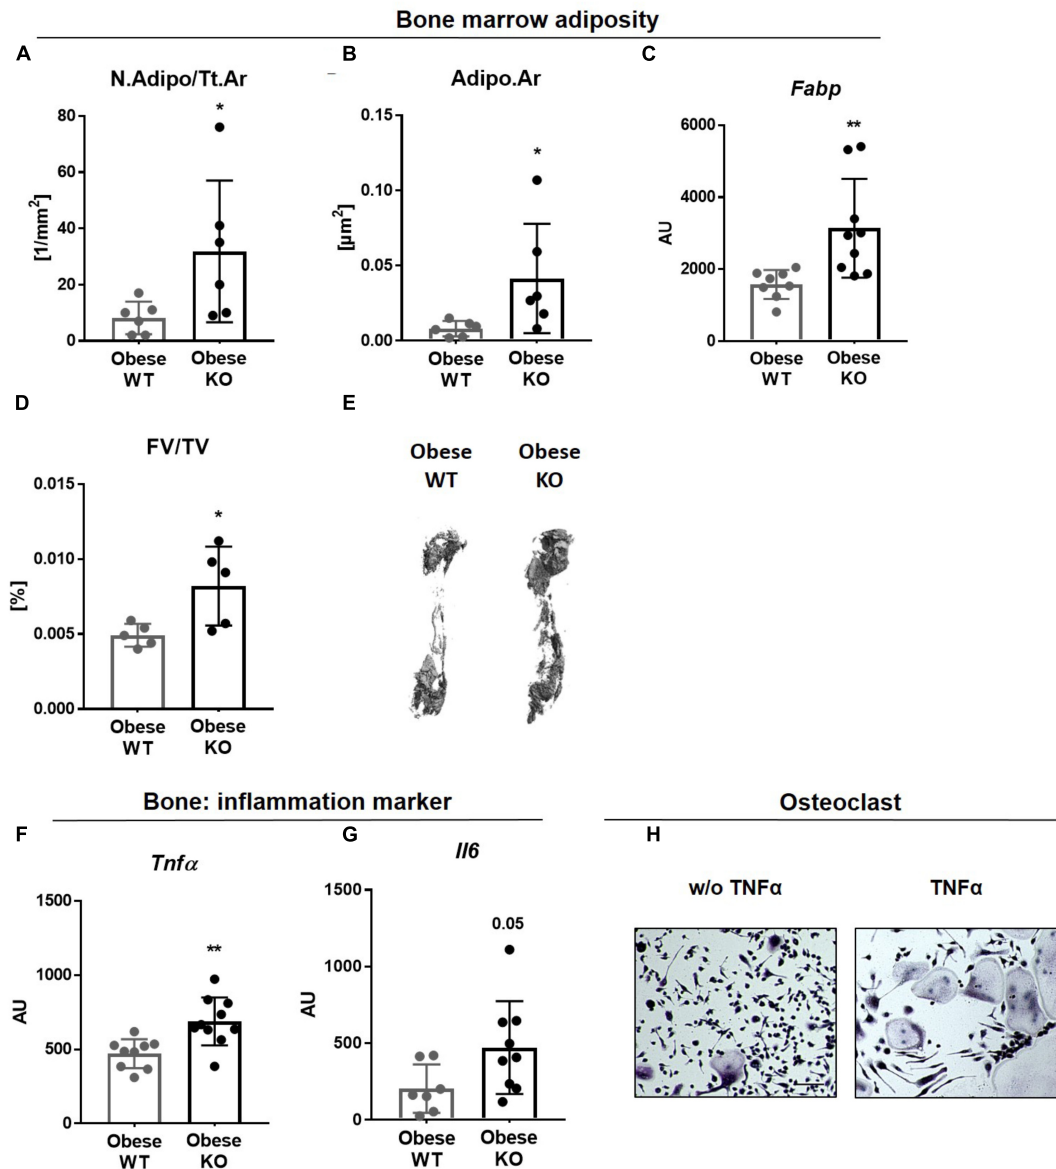 Bone marrow adiposity
A
N.Adipo/Tt.Ar
*
80
60
40
20
0
[1/mm²]
Obese
WT
Obese
KO
B
Adipo.Ar
*
0.15
0.10
0.05
0.00
[µm²]
Obese
WT
Obese
KO
C
Fabp
**
6000
4000
2000
0
AU
Obese
WT
Obese
KO
D
FV/TV
*
0.015
0.010
0.005
0.000
[%]
Obese
WT
Obese
KO
E
Obese
WT
Obese
KO
Bone: inflammation marker
F
Tnfα
**
1500
1000
500
0
AU
Obese
WT
Obese
KO
G
Il6
0.05
1500
1000
500
0
AU
Obese
WT
Obese
KO
Osteoclast
H
w/o TNFα
TNFα